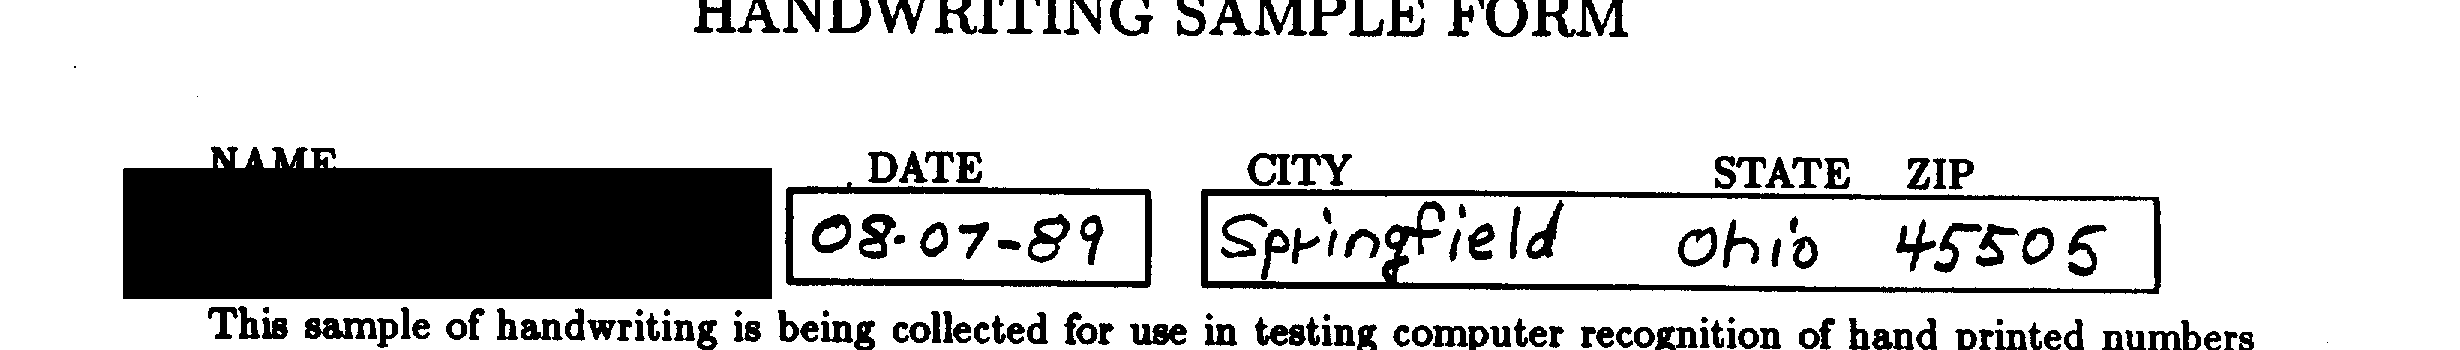 HANDWRITING SAMPLE FORM
NAME DATE CITY STATE ZIP
08-07-89 Springfield Ohio 45505
This sample of handwriting is being collected for use in testing computer recognition of hand printed numbers